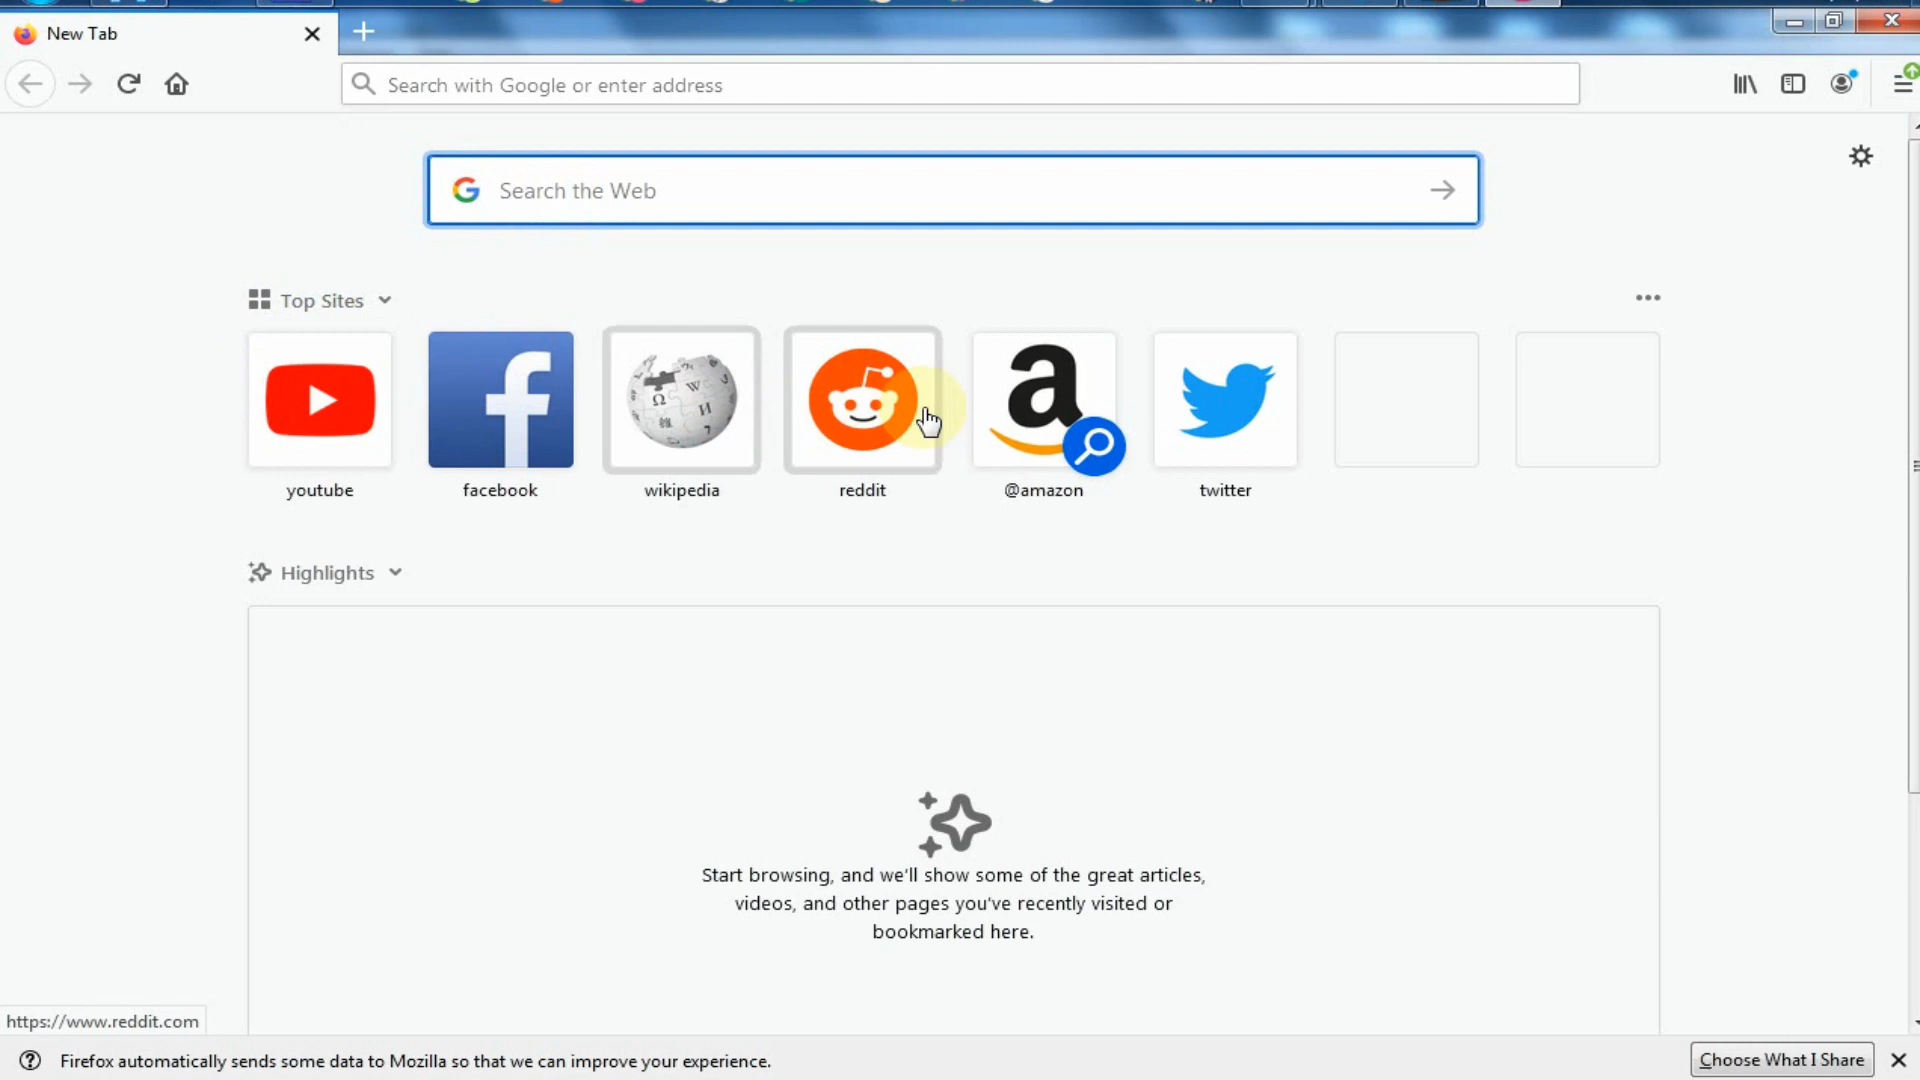 New Tab
Search with Google or enter address
Search the Web
Top Sites
youtube
facebook
wikipedia
reddit
@amazon
twitter
Highlights
Start browsing, and we'll show some of the great articles,
videos, and other pages you've recently visited or
bookmarked here.
https://www.reddit.com
Firefox automatically sends some data to Mozilla so that we can improve your experience.
Choose What I Share